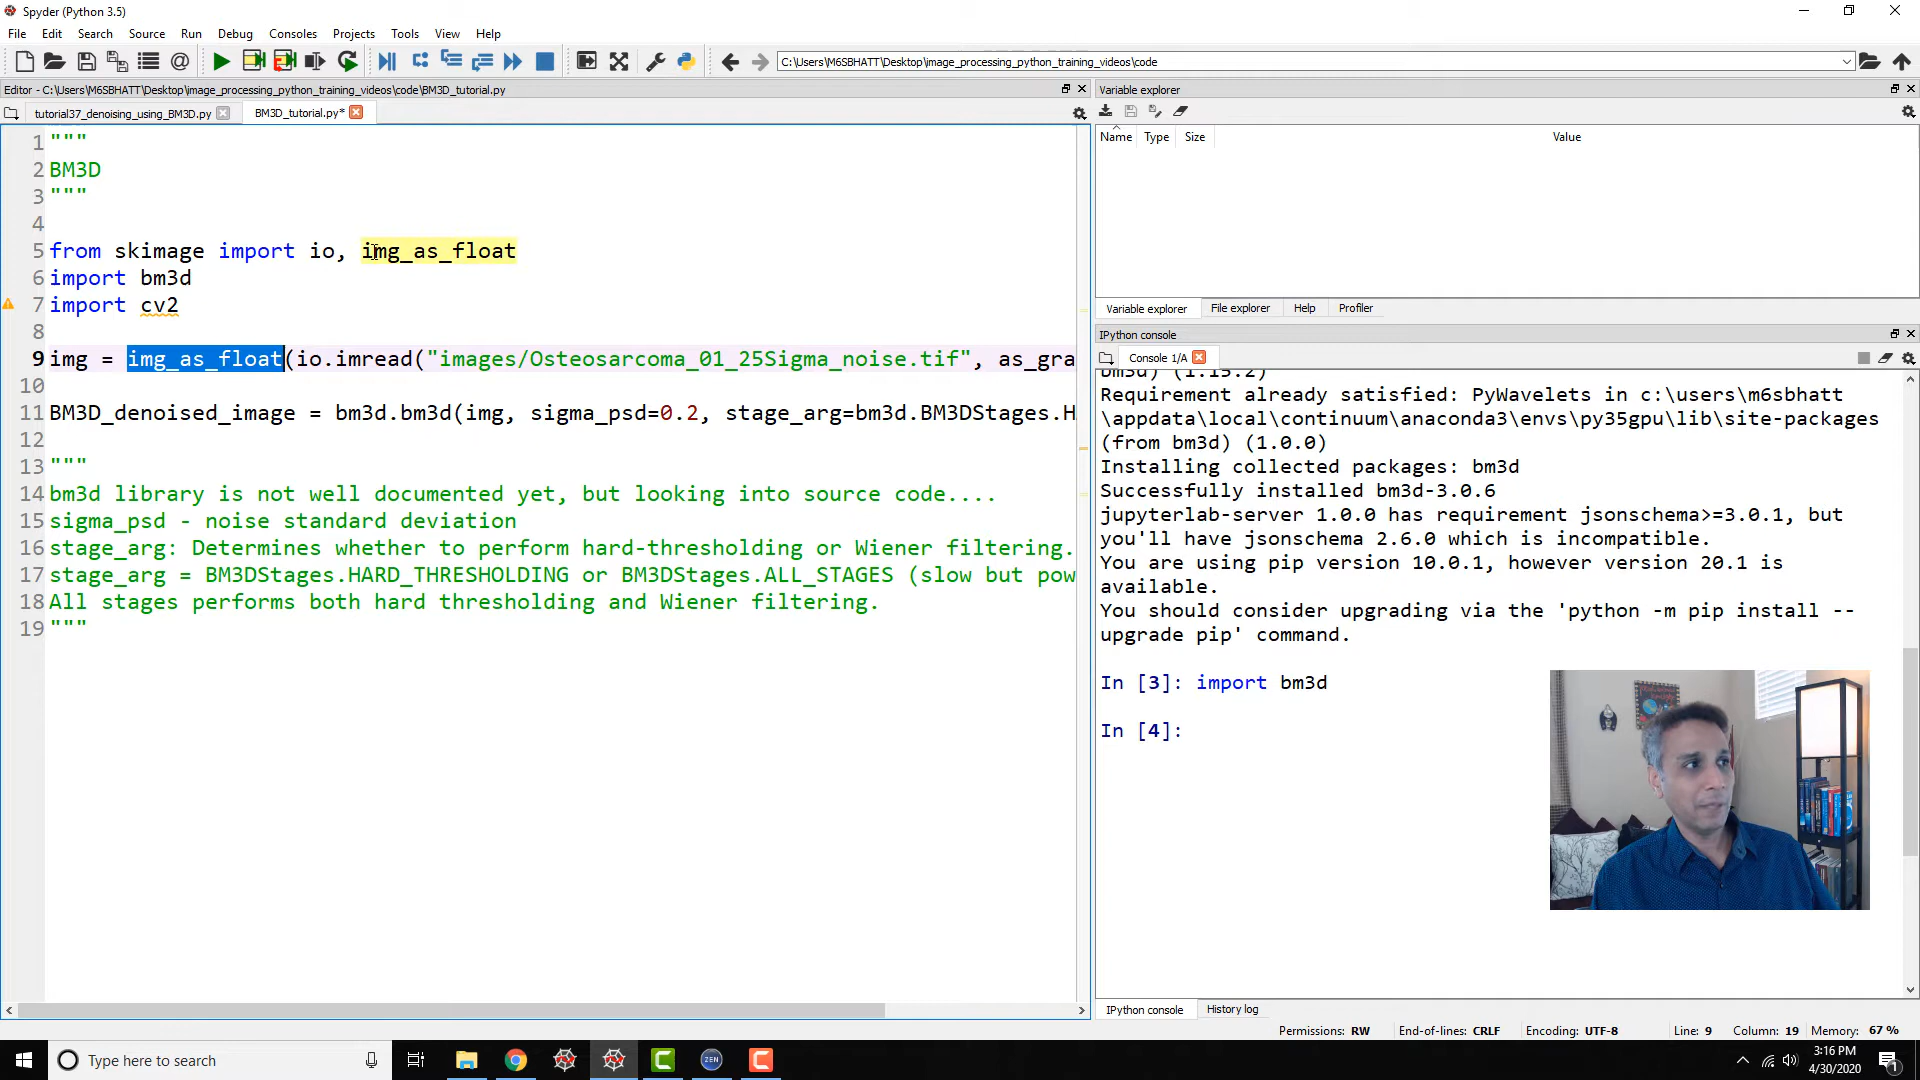 Spyder (Python 3.5)
File Edit Search Source Run Debug Consoles Projects Tools View Help
C:\Users\M6SBHATT\Desktop\image_processing_python_training_videos\code
Editor - C:\Users\M6SBHATT\Desktop\image_processing_python_training_videos\code\BM3D_tutorial.py
tutorial37_denoising_using_BM3D.py BM3D_tutorial.py*
1 """
2 BM3D
3 """
4
5 from skimage import io, img_as_float
6 import bm3d
7 import cv2
8
9 img = img_as_float(io.imread("images/Osteosarcoma_01_25Sigma_noise.tif", as_gra
10
11 BM3D_denoised_image = bm3d.bm3d(img, sigma_psd=0.2, stage_arg=bm3d.BM3DStages.H
12
13 """
14 bm3d library is not well documented yet, but looking into source code....
15 sigma_psd - noise standard deviation
16 stage_arg: Determines whether to perform hard-thresholding or Wiener filtering.
17 stage_arg = BM3DStages.HARD_THRESHOLDING or BM3DStages.ALL_STAGES (slow but pow
18 All stages performs both hard thresholding and Wiener filtering.
19 """
Variable explorer
Name Type Size Value
Variable explorer File explorer Help Profiler
IPython console
Console 1/A
bm3d) (1.15.2)
Requirement already satisfied: PyWavelets in c:\users\m6sbhatt
\appdata\local\continuum\anaconda3\envs\py35gpu\lib\site-packages
(from bm3d) (1.0.0)
Installing collected packages: bm3d
Successfully installed bm3d-3.0.6
jupyterlab-server 1.0.0 has requirement jsonschema>=3.0.1, but
you'll have jsonschema 2.6.0 which is incompatible.
You are using pip version 10.0.1, however version 20.1 is
available.
You should consider upgrading via the 'python -m pip install --
upgrade pip' command.
In [3]: import bm3d
In [4]:
IPython console History log
Permissions: RW End-of-lines: CRLF Encoding: UTF-8 Line: 9 Column: 19 Memory: 67 %
Type here to search
ZEN
3:16 PM
4/30/2020
1